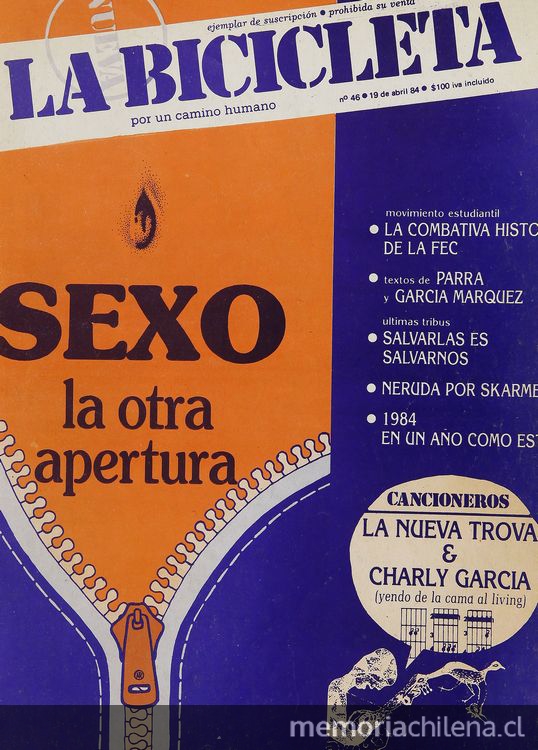 NUEVA
ejemplar de suscripción • prohibida su venta
LA BICICLETA
por un camino humano
nº 46 • 19 de abril 84 • $100 iva incluido
SEXO
la otra
apertura
movimiento estudiantil
• LA COMBATIVA HISTO
DE LA FEC
• textos de PARRA
y GARCIA MARQUEZ
ultimas tribus
• SALVARLAS ES
SALVARNOS
• NERUDA POR SKARME
• 1984
EN UN AÑO COMO EST
CANCIONEROS
LA NUEVA TROVA
&
CHARLY GARCIA
(yendo de la cama al living)
memoriachilena.cl